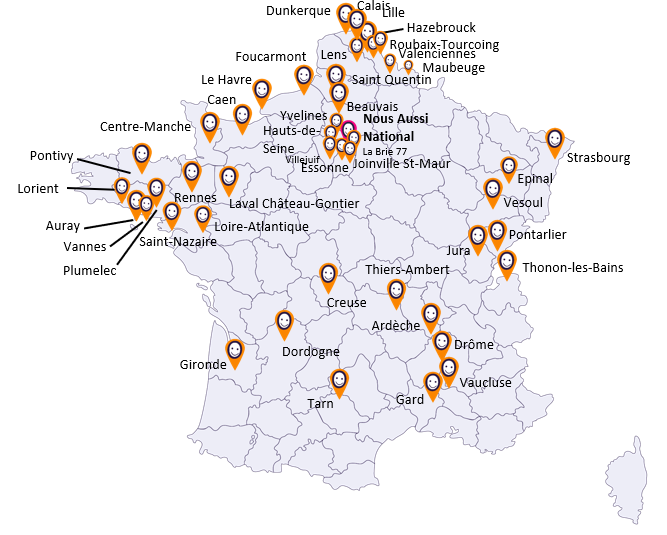 Dunkerque
Calais
Lille
Hazebrouck
Roubaix-Tourcoing
Lens
Valenciennes
Maubeuge
Foucarmont
Saint Quentin
Le Havre
Caen
Beauvais
Centre-Manche
Yvelines
Nous Aussi
National
Hauts-de-
Seine
La Brie 77
Villejuif
Joinville St-Maur
Essonne
Strasbourg
Pontivy
Epinal
Lorient
Rennes
Laval Château-Gontier
Vesoul
Auray
Loire-Atlantique
Pontarlier
Vannes
Saint-Nazaire
Jura
Plumelec
Thonon-les-Bains
Thiers-Ambert
Creuse
Ardèche
Drôme
Dordogne
Gironde
Vaucluse
Tarn
Gard